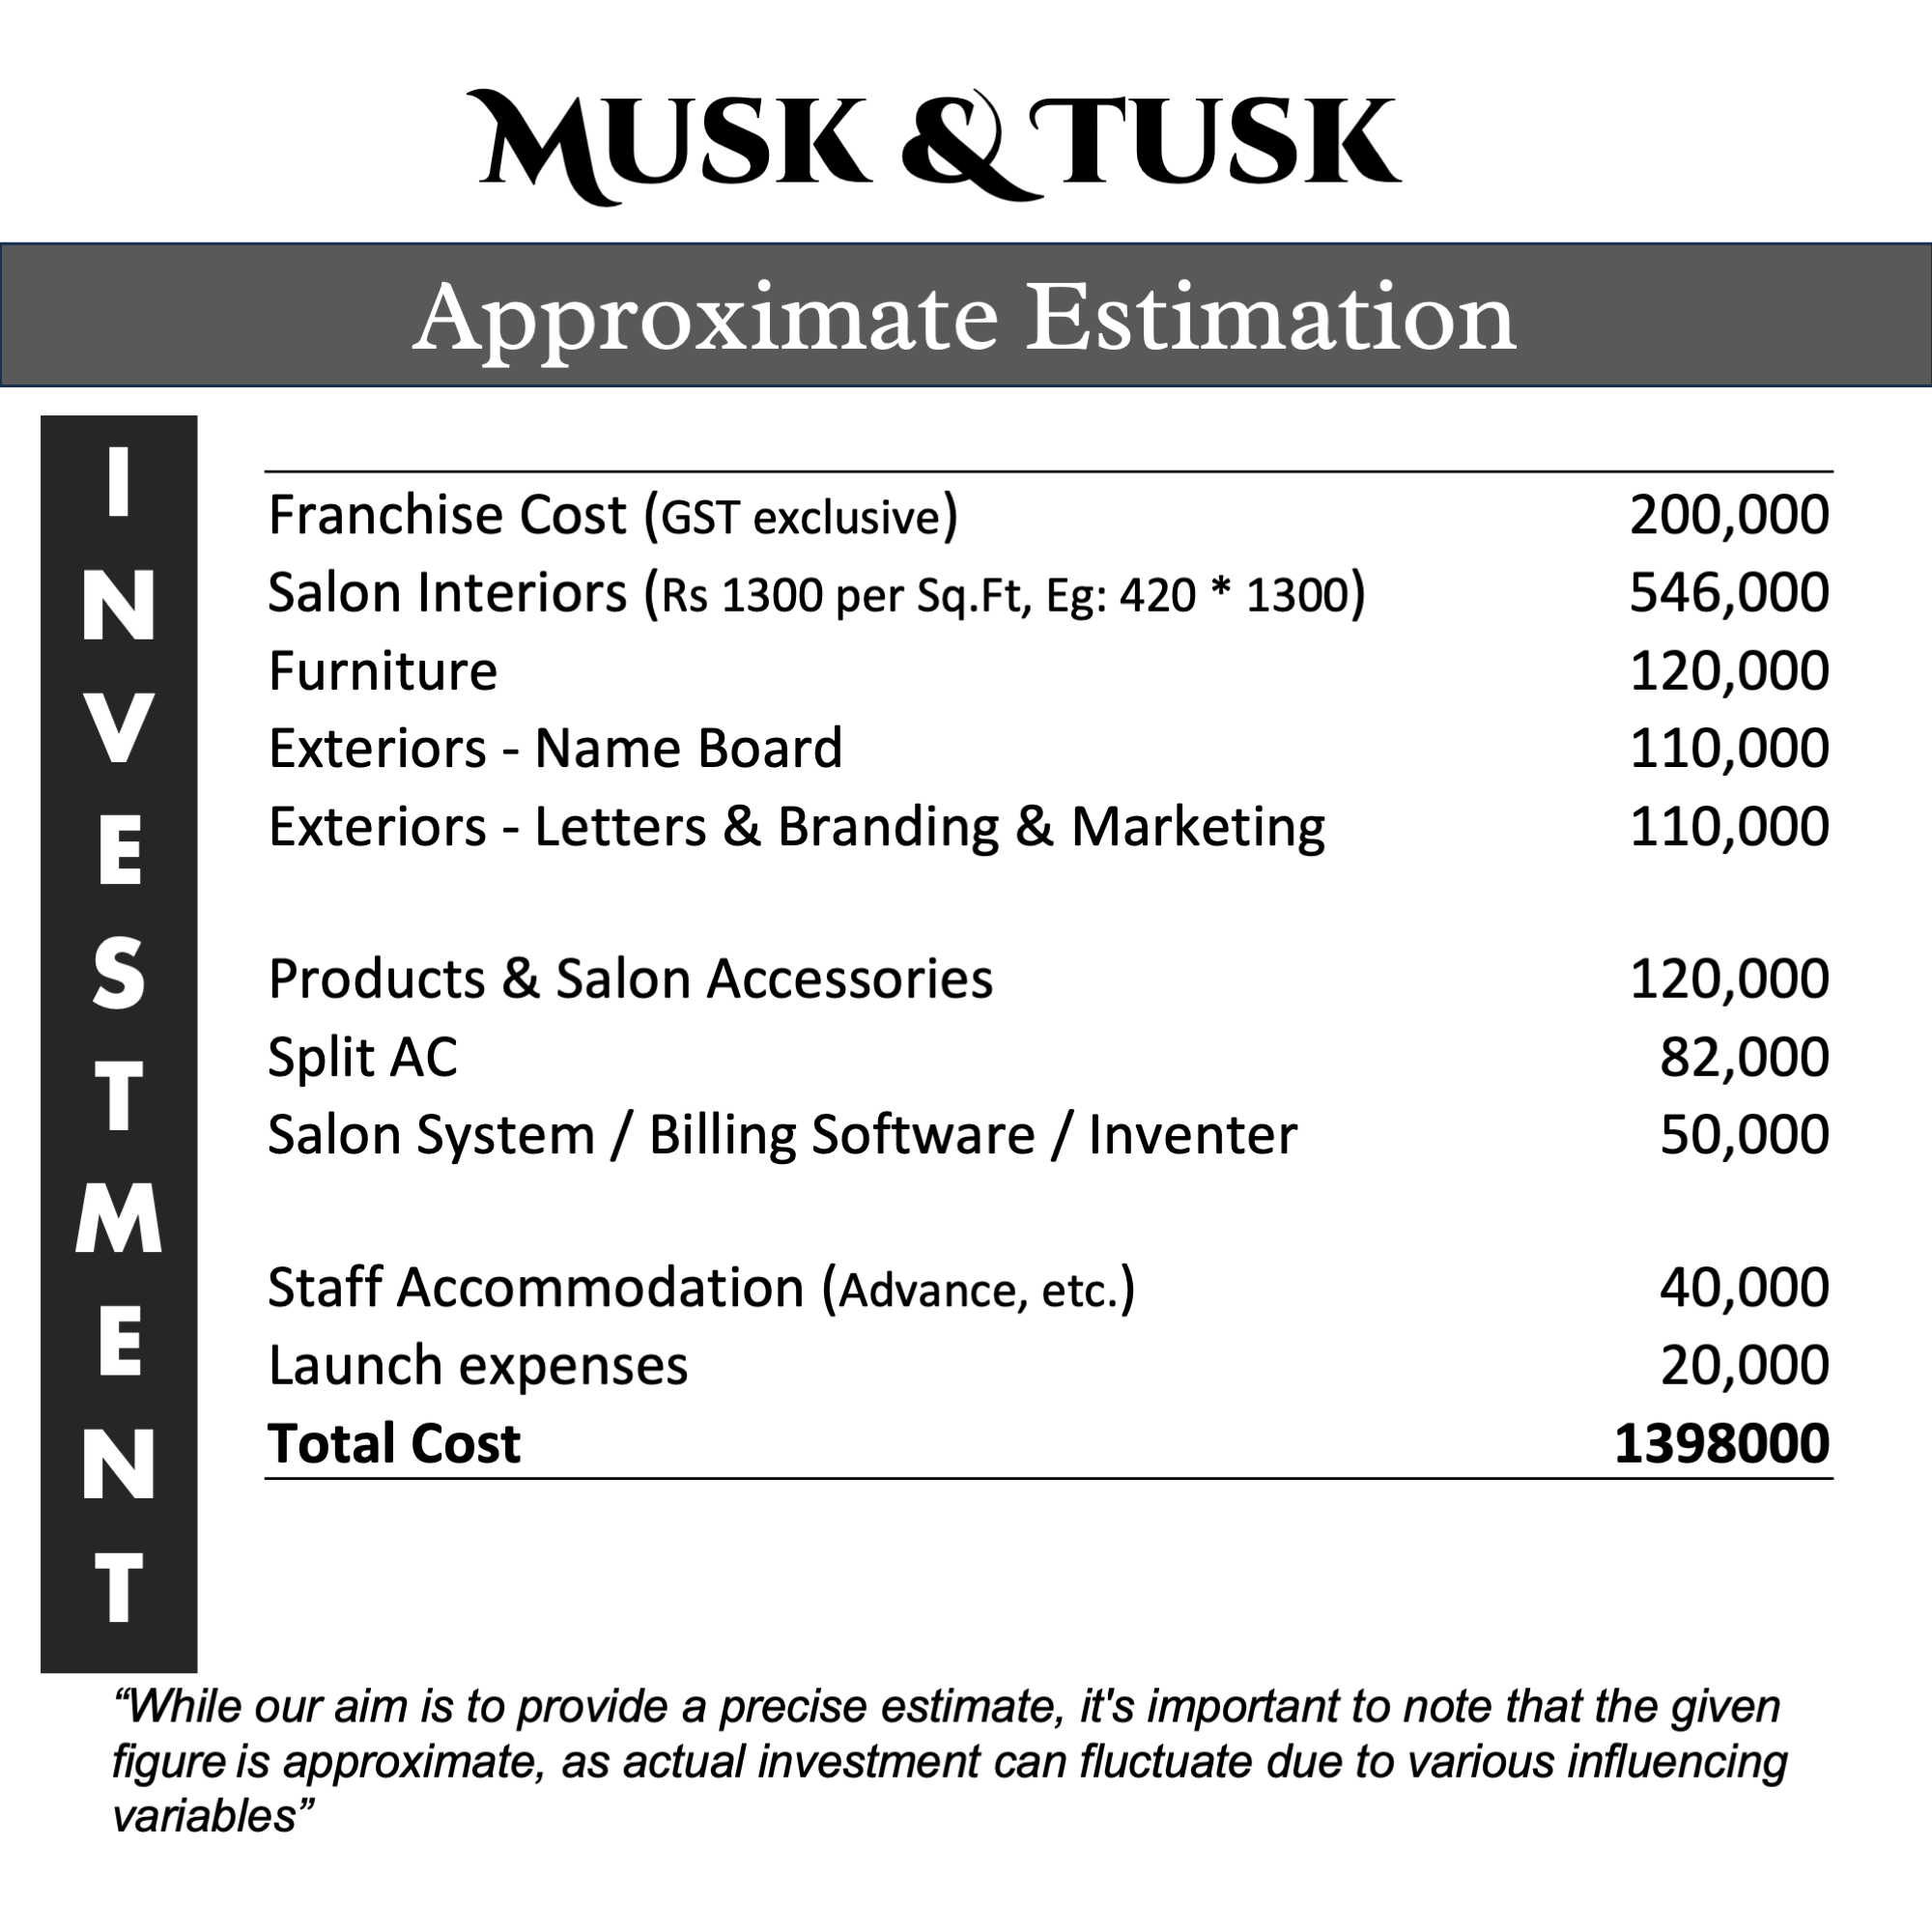 MUSK & TUSK
Approximate Estimation
INVESTMENT
Franchise Cost (GST exclusive) 200,000
Salon Interiors (Rs 1300 per Sq.Ft, Eg: 420 * 1300) 546,000
Furniture 120,000
Exteriors - Name Board 110,000
Exteriors - Letters & Branding & Marketing 110,000
Products & Salon Accessories 120,000
Split AC 82,000
Salon System / Billing Software / Inventer 50,000
Staff Accommodation (Advance, etc.) 40,000
Launch expenses 20,000
Total Cost 1398000
“While our aim is to provide a precise estimate, it's important to note that the given
figure is approximate, as actual investment can fluctuate due to various influencing
variables”